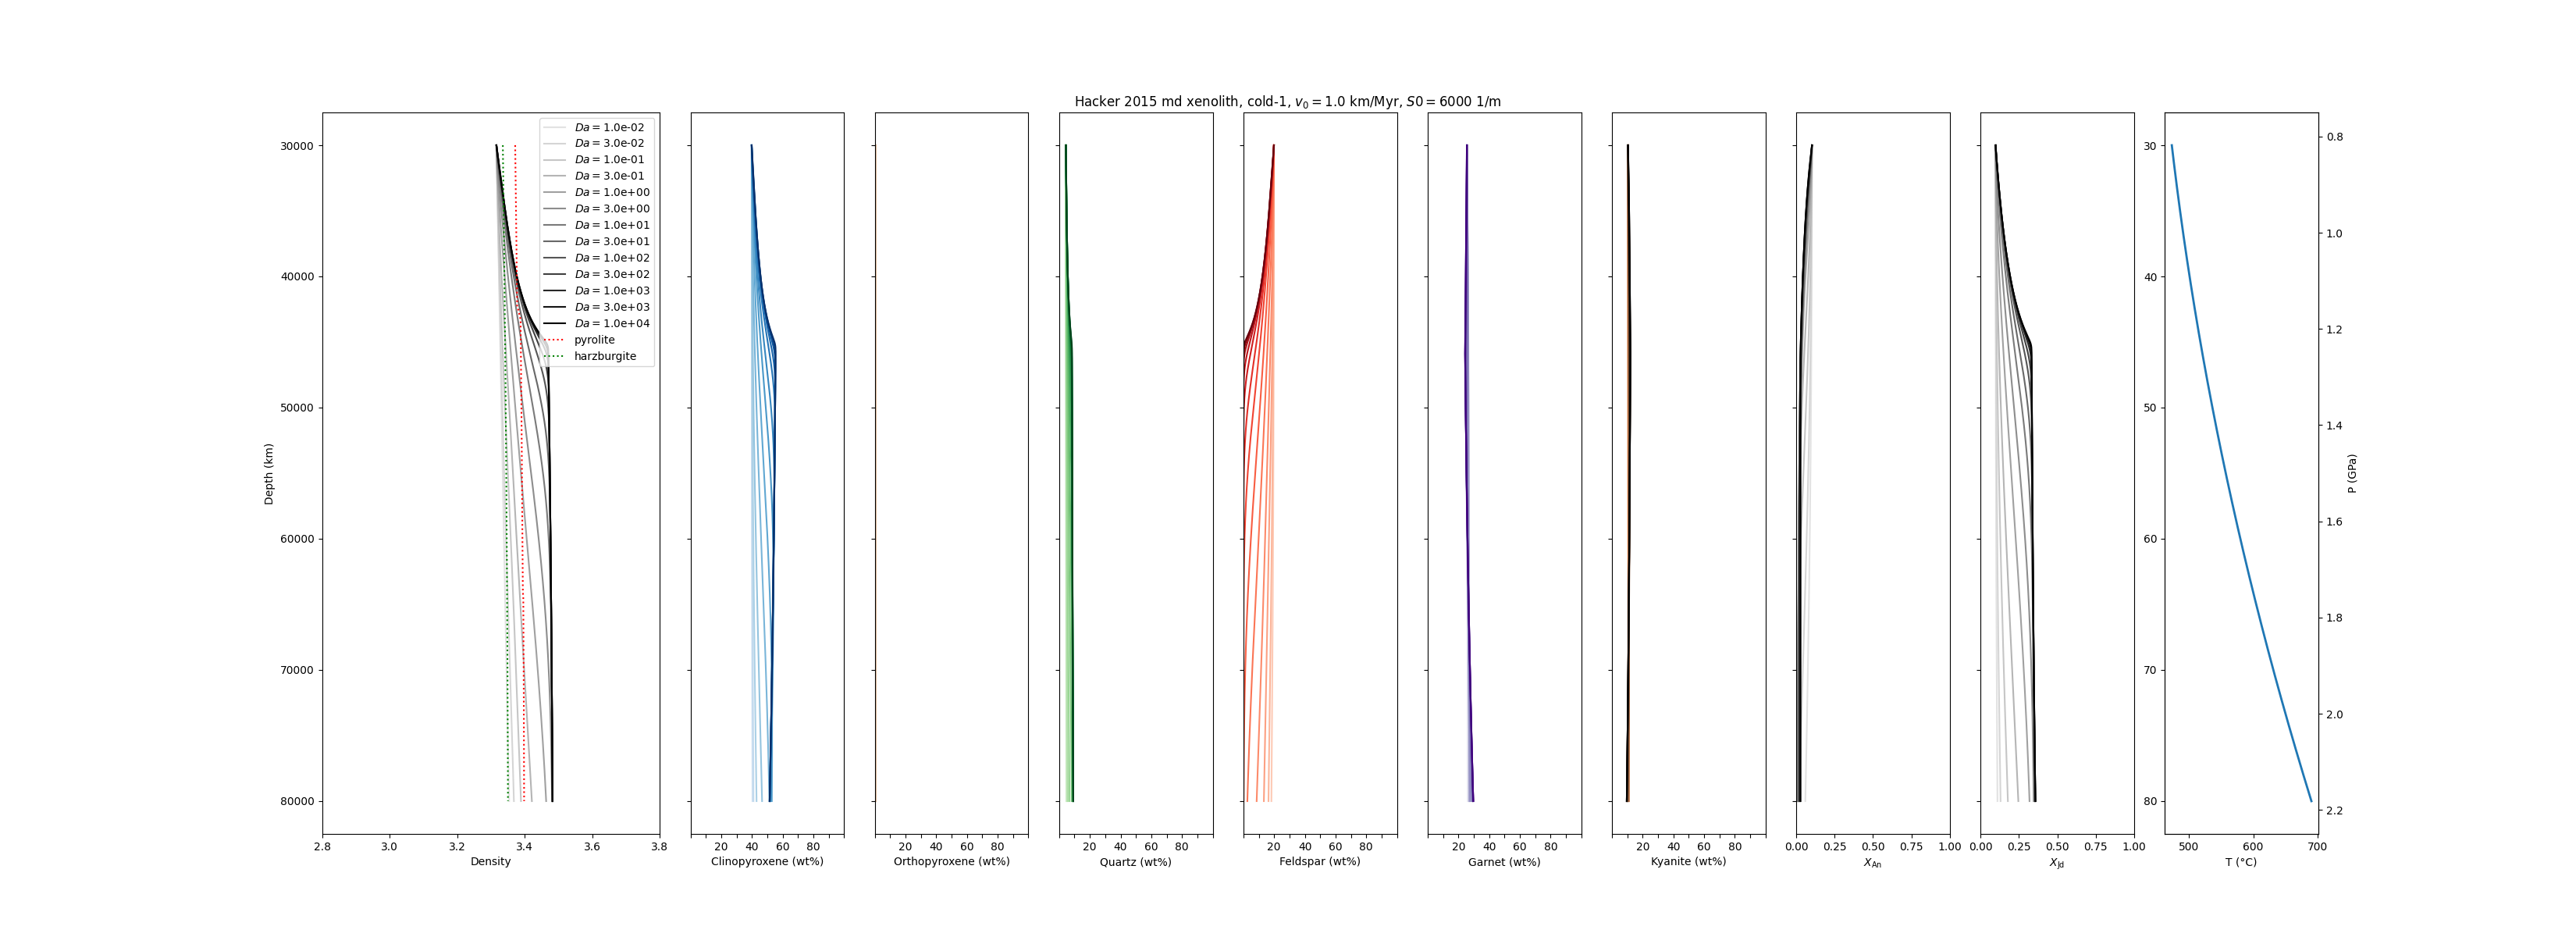 Hacker 2015 md xenolith, cold-1, v₀ = 1.0 km/Myr, S0 = 6000 1/m
Da = 1.0e-02
Da = 3.0e-02
Da = 1.0e-01
Da = 3.0e-01
Da = 1.0e+00
Da = 3.0e+00
Da = 1.0e+01
Da = 3.0e+01
Da = 1.0e+02
Da = 3.0e+02
Da = 1.0e+03
Da = 3.0e+03
Da = 1.0e+04
pyrolite
harzburgite
Depth (km)
30000
40000
50000
60000
70000
80000
2.8 3.0 3.2 3.4 3.6 3.8
Density
20 40 60 80
Clinopyroxene (wt%)
20 40 60 80
Orthopyroxene (wt%)
20 40 60 80
Quartz (wt%)
20 40 60 80
Feldspar (wt%)
20 40 60 80
Garnet (wt%)
20 40 60 80
Kyanite (wt%)
0.00 0.25 0.50 0.75 1.00
X_An
0.00 0.25 0.50 0.75 1.00
X_Jd
30
40
50
60
70
80
500 600 700
T (°C)
0.8
1.0
1.2
1.4
1.6
1.8
2.0
2.2
P (GPa)